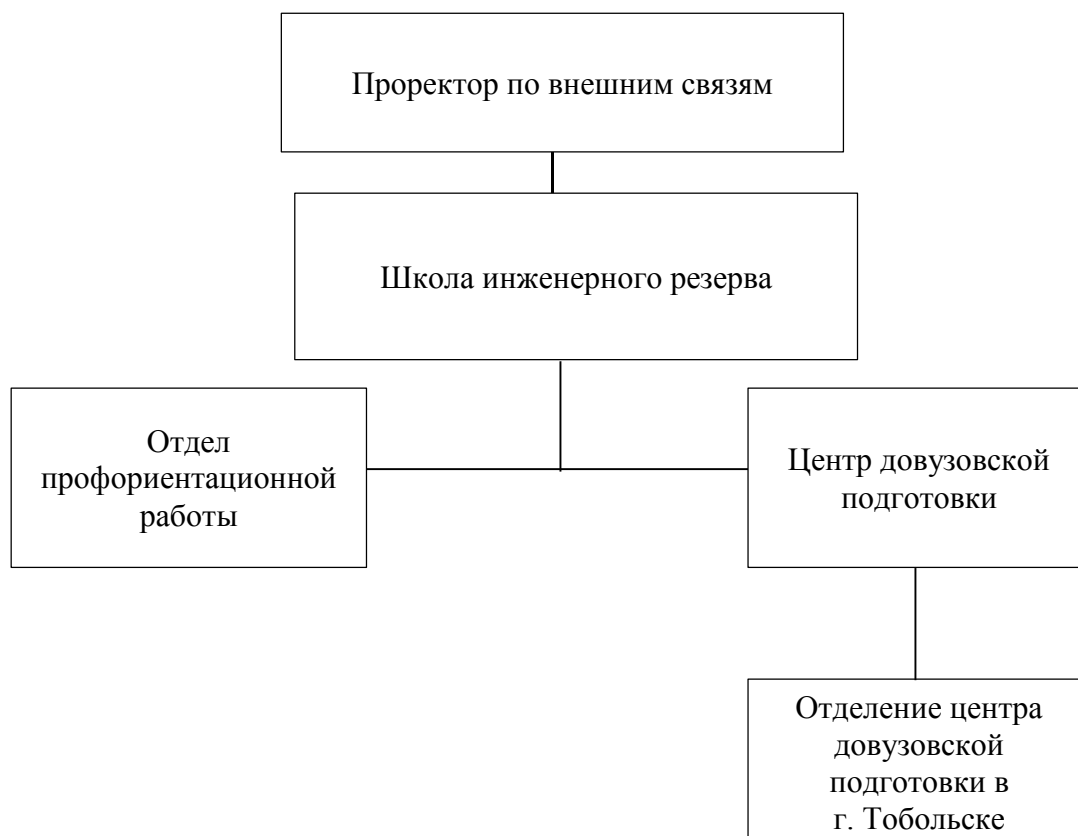 Проректор по внешним связям
Школа инженерного резерва
Отдел
профориентационной
работы
Центр довузовской
подготовки
Отделение центра
довузовской
подготовки в
г. Тобольске